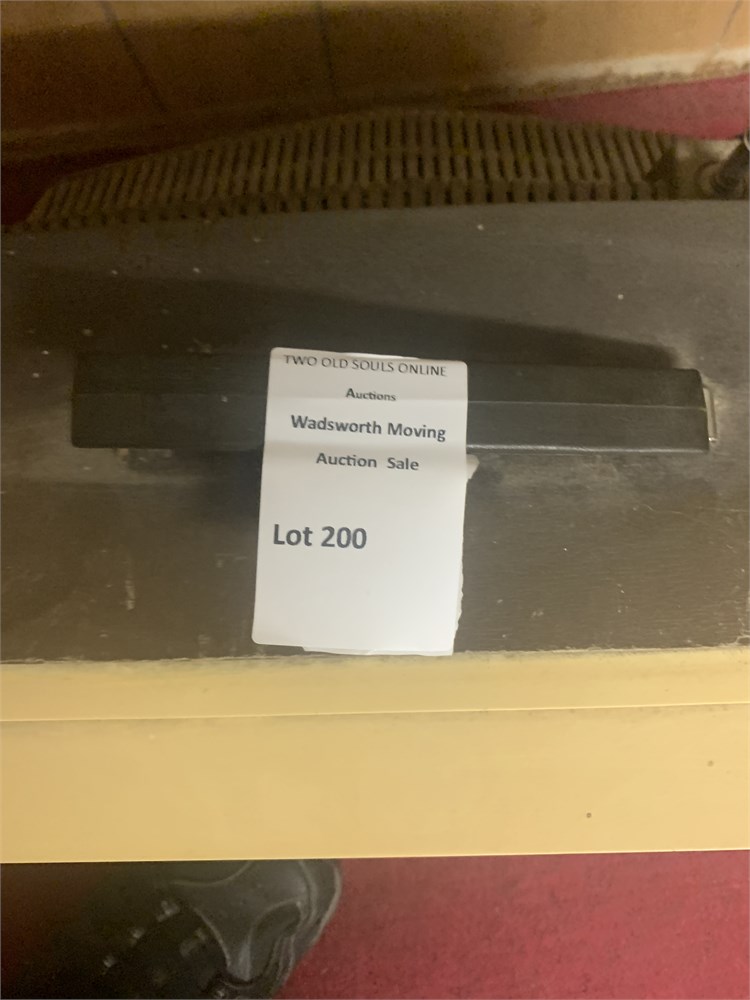 TWO OLD SOULS ONLINE
Auctions
Wadsworth Moving
Auction Sale
Lot 200